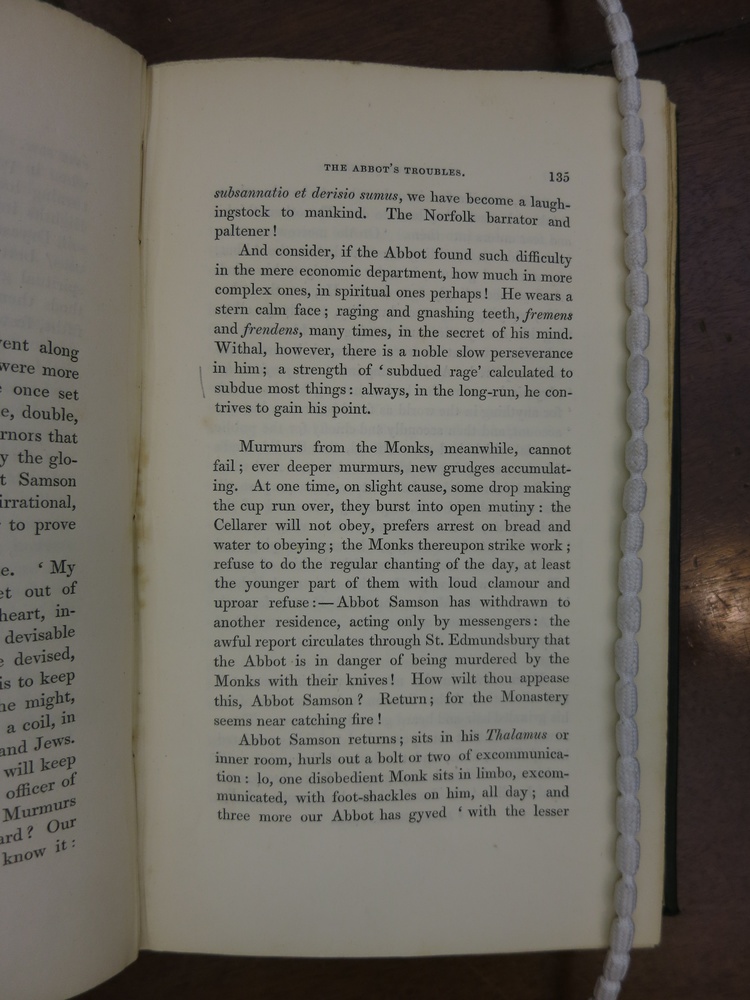 vent along
were more
once set
e, double,
rnors that
y the glo-
t Samson
irrational,
to prove
e. ‘ My
et out of
heart, in-
devisable
e devised,
is to keep
he might,
a coil, in
and Jews.
will keep
officer of
Murmurs
ard? Our
know it:
THE ABBOT'S TROUBLES. 135
subsannatio et derisio sumus, we have become a laugh-
ingstock to mankind. The Norfolk barrator and
paltener!
And consider, if the Abbot found such difficulty
in the mere economic department, how much in more
complex ones, in spiritual ones perhaps! He wears a
stern calm face; raging and gnashing teeth, fremens
and frendens, many times, in the secret of his mind.
Withal, however, there is a noble slow perseverance
in him; a strength of ‘subdued rage’ calculated to
subdue most things: always, in the long-run, he con-
trives to gain his point.
Murmurs from the Monks, meanwhile, cannot
fail; ever deeper murmurs, new grudges accumulat-
ing. At one time, on slight cause, some drop making
the cup run over, they burst into open mutiny: the
Cellarer will not obey, prefers arrest on bread and
water to obeying; the Monks thereupon strike work;
refuse to do the regular chanting of the day, at least
the younger part of them with loud clamour and
uproar refuse:—Abbot Samson has withdrawn to
another residence, acting only by messengers: the
awful report circulates through St. Edmundsbury that
the Abbot is in danger of being murdered by the
Monks with their knives! How wilt thou appease
this, Abbot Samson? Return; for the Monastery
seems near catching fire!
Abbot Samson returns; sits in his Thalamus or
inner room, hurls out a bolt or two of excommunica-
tion: lo, one disobedient Monk sits in limbo, excom-
municated, with foot-shackles on him, all day; and
three more our Abbot has gyved ‘with the lesser